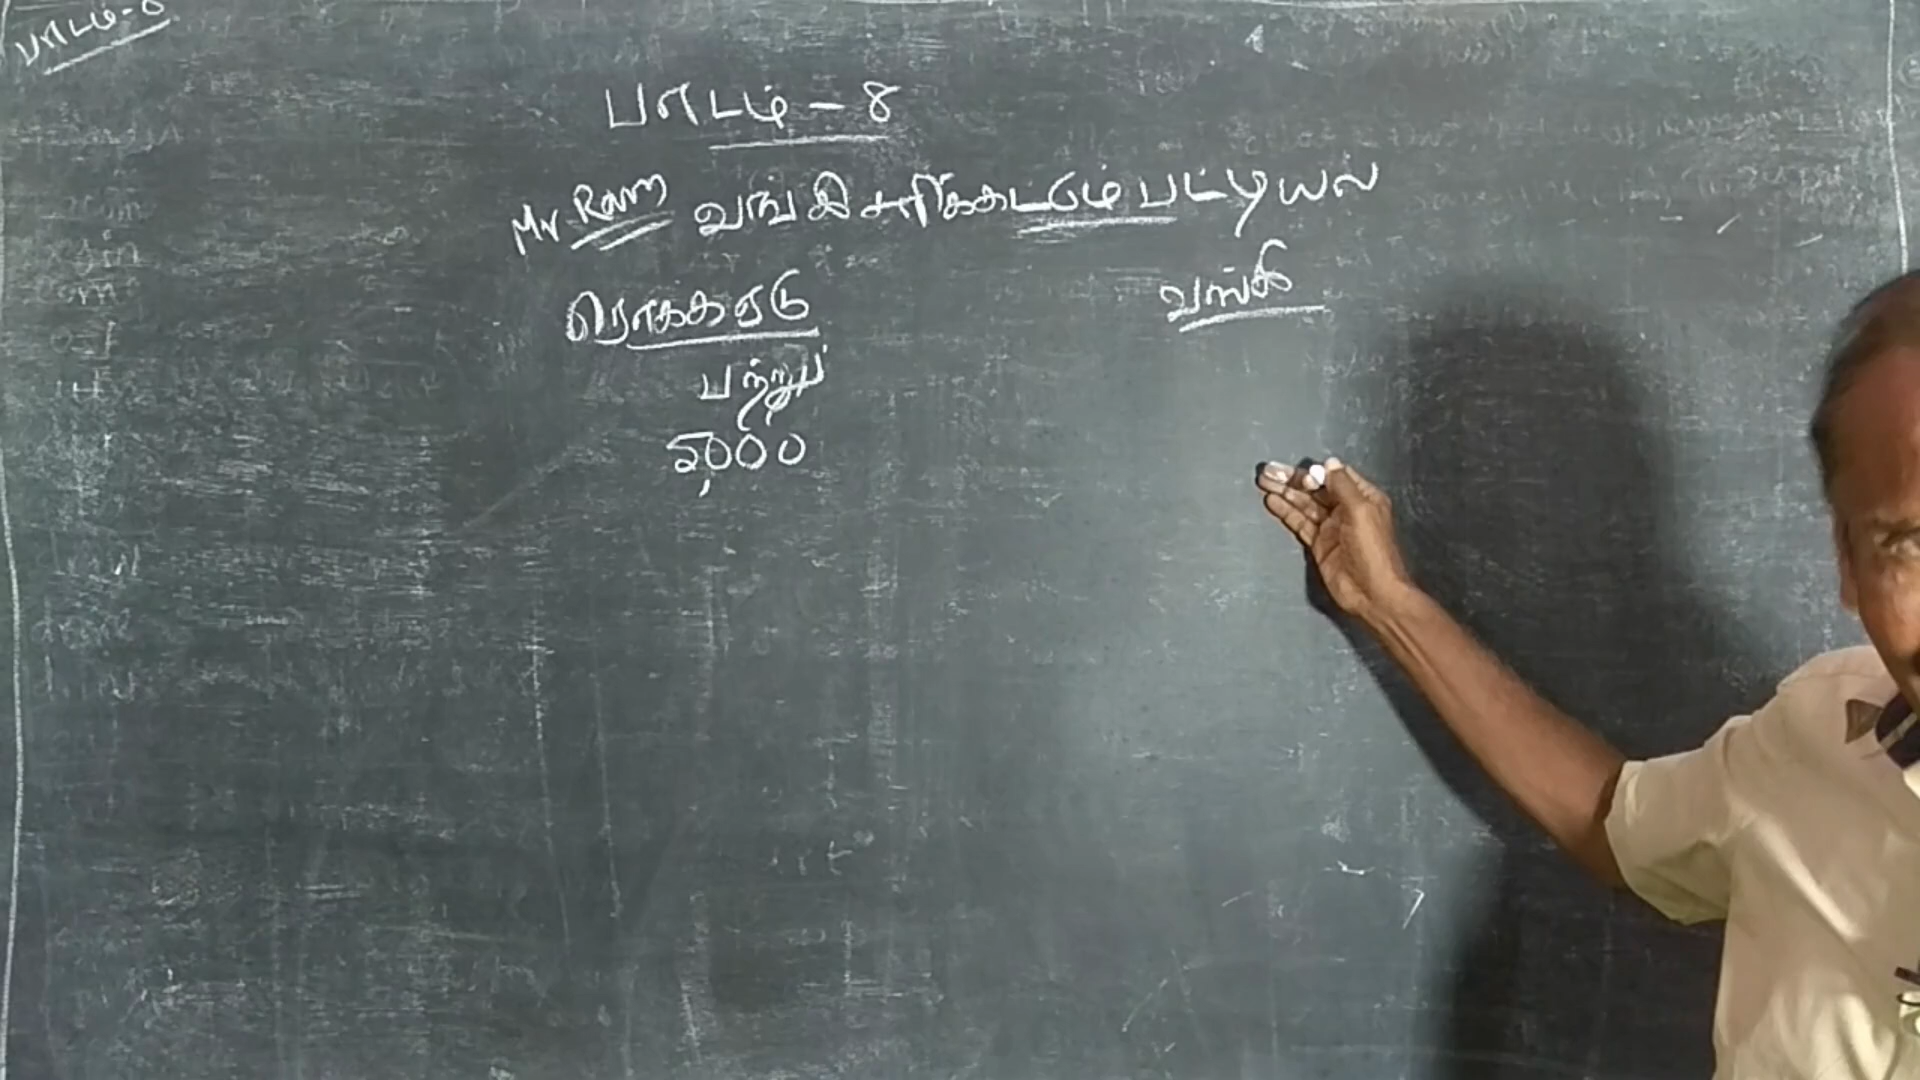 பாடம் - 8
பாடம் - 8
Mr Ram வங்கி சரிக்கட்டும் பட்டியல்
ரொக்க ஏடு வங்கி
பற்றுப்
5000